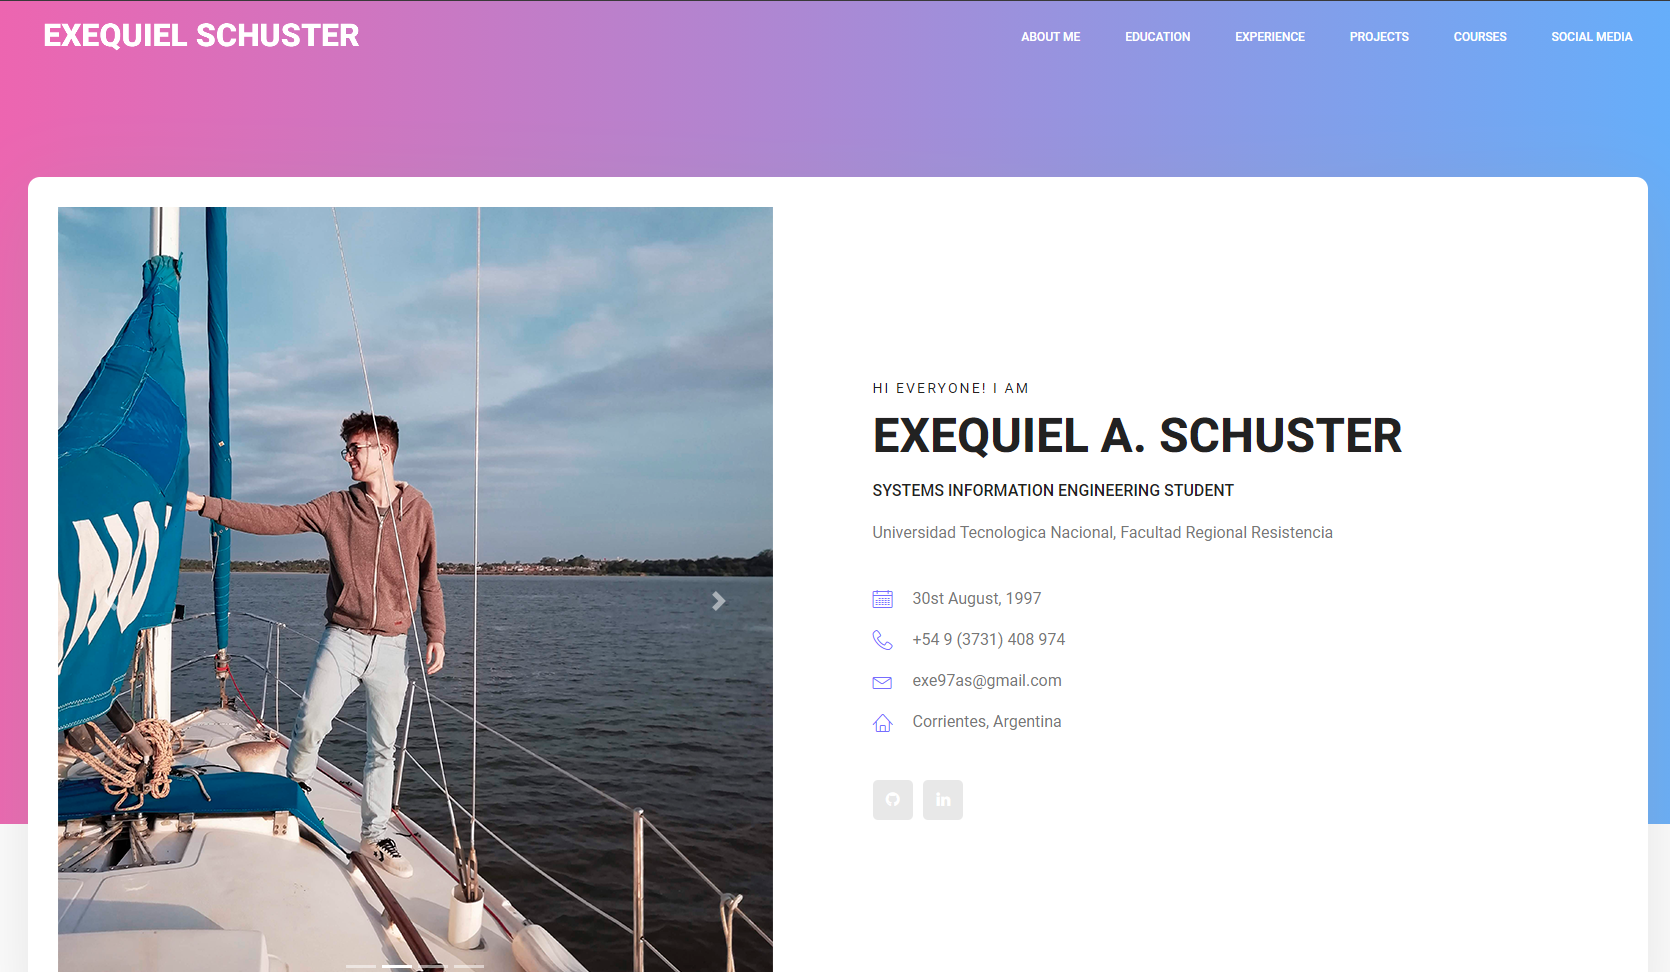 EXEQUIEL SCHUSTER
ABOUT ME EDUCATION EXPERIENCE PROJECTS COURSES SOCIAL MEDIA
HI EVERYONE! I AM
EXEQUIEL A. SCHUSTER
SYSTEMS INFORMATION ENGINEERING STUDENT
Universidad Tecnologica Nacional, Facultad Regional Resistencia
30st August, 1997
+54 9 (3731) 408 974
exe97as@gmail.com
Corrientes, Argentina
in